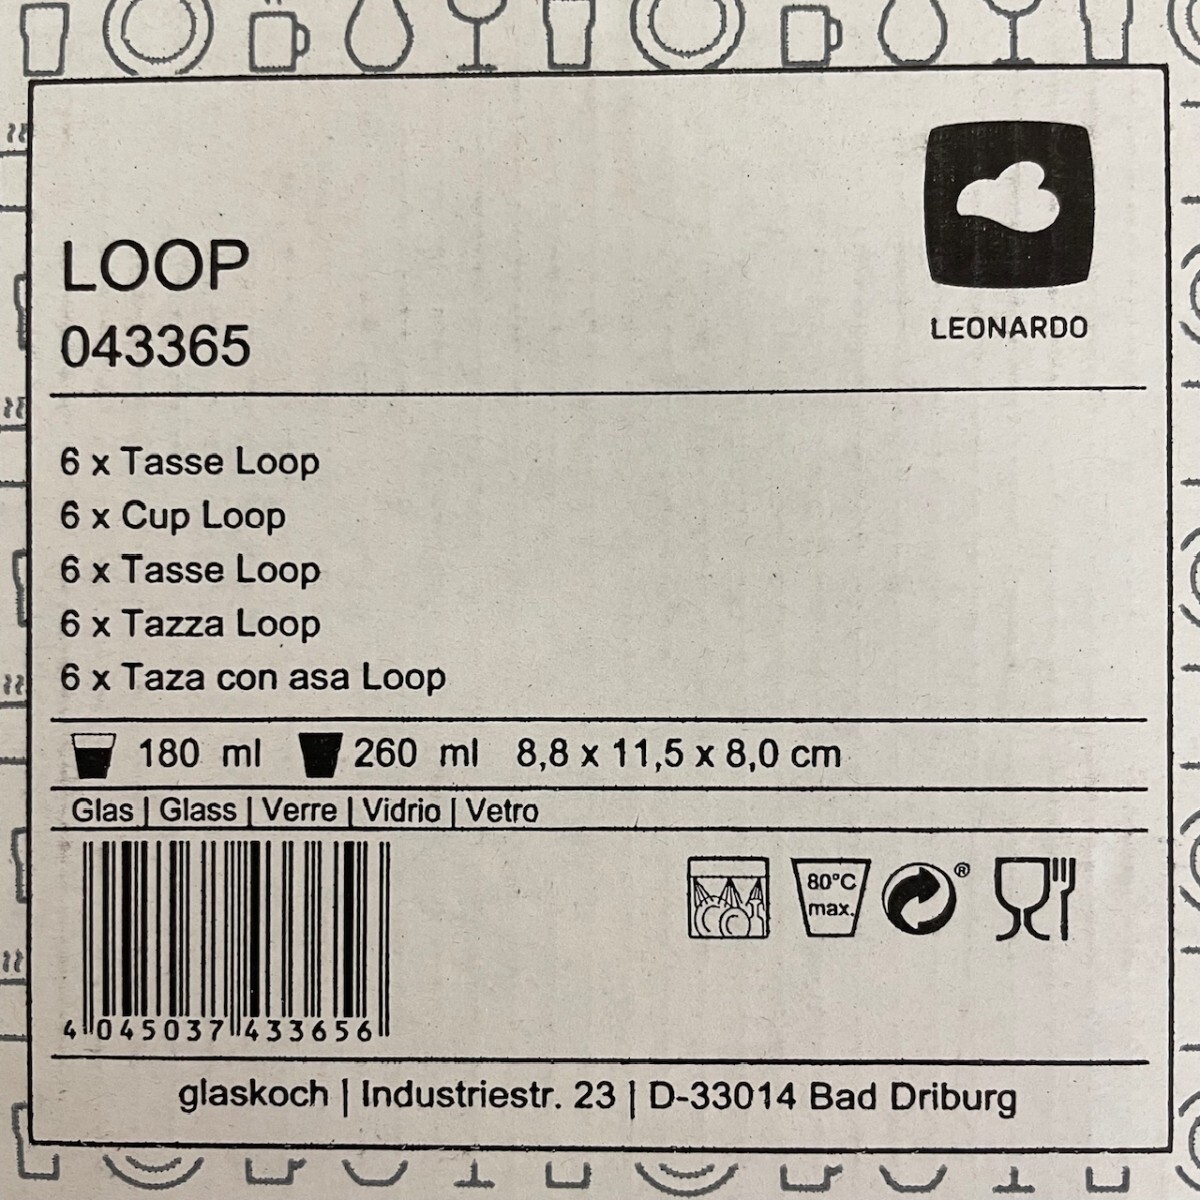 LOOP
043365
LEONARDO
6 x Tasse Loop
6 x Cup Loop
6 x Tasse Loop
6 x Tazza Loop
6 x Taza con asa Loop
180 ml 260 ml 8,8 x 11,5 x 8,0 cm
Glas | Glass | Verre | Vidrio | Vetro
80°C
max.
®
4 045037 433656
glaskoch | Industriestr. 23 | D-33014 Bad Driburg